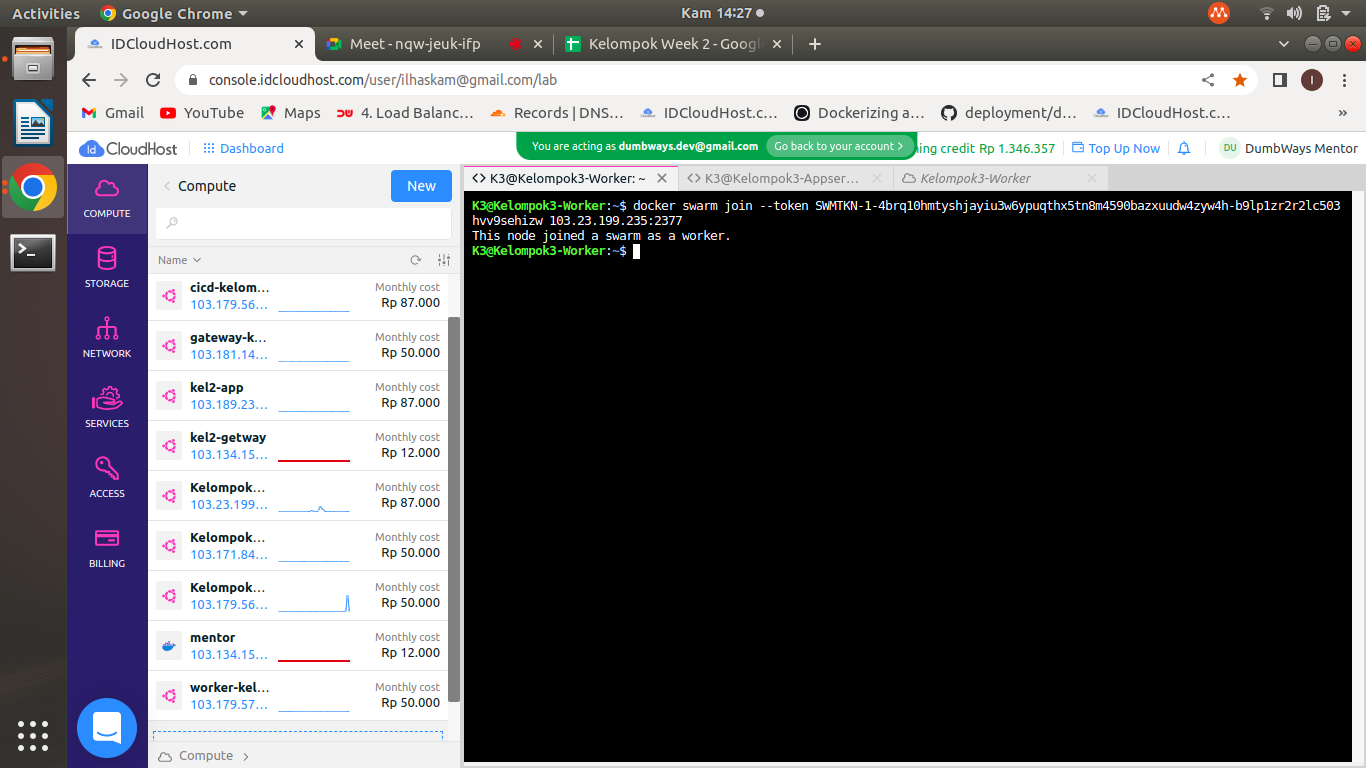 Activities Google Chrome Kam 14:27
IDCloudHost.com Meet - nqw-jeuk-ifp Kelompok Week 2 - Googl
console.idcloudhost.com/user/ilhaskam@gmail.com/lab I
Gmail YouTube Maps 4. Load Balanc... Records | DNS... IDCloudHost.c... Dockerizing a... deployment/d... IDCloudHost.c... »
Id CloudHost Dashboard You are acting as dumbways.dev@gmail.com Go back to your account > ning credit Rp 1.346.357 Top Up Now DU DumbWays Mentor
COMPUTE
STORAGE
NETWORK
SERVICES
ACCESS
BILLING
Compute New
Name
cicd-kelom... Monthly cost
103.179.56... Rp 87.000
gateway-k... Monthly cost
103.181.14... Rp 50.000
kel2-app Monthly cost
103.189.23... Rp 87.000
kel2-getway Monthly cost
103.134.15... Rp 12.000
Kelompok... Monthly cost
103.23.199... Rp 87.000
Kelompok... Monthly cost
103.171.84... Rp 50.000
Kelompok... Monthly cost
103.179.56... Rp 50.000
mentor Monthly cost
103.134.15... Rp 12.000
worker-kel... Monthly cost
103.179.57... Rp 50.000
Compute >
<> K3@Kelompok3-Worker: ~ <> K3@Kelompok3-Appser... Kelompok3-Worker
K3@Kelompok3-Worker:~$ docker swarm join --token SWMTKN-1-4brq10hmtyshjayiu3w6ypuqthx5tn8m4590bazxuudw4zyw4h-b9lp1zr2r2lc503
hvv9sehizw 103.23.199.235:2377
This node joined a swarm as a worker.
K3@Kelompok3-Worker:~$